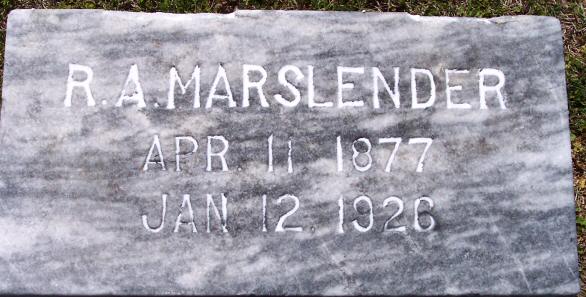 R.A.MARSLENDER
APR. 11 1877
JAN 12. 1926